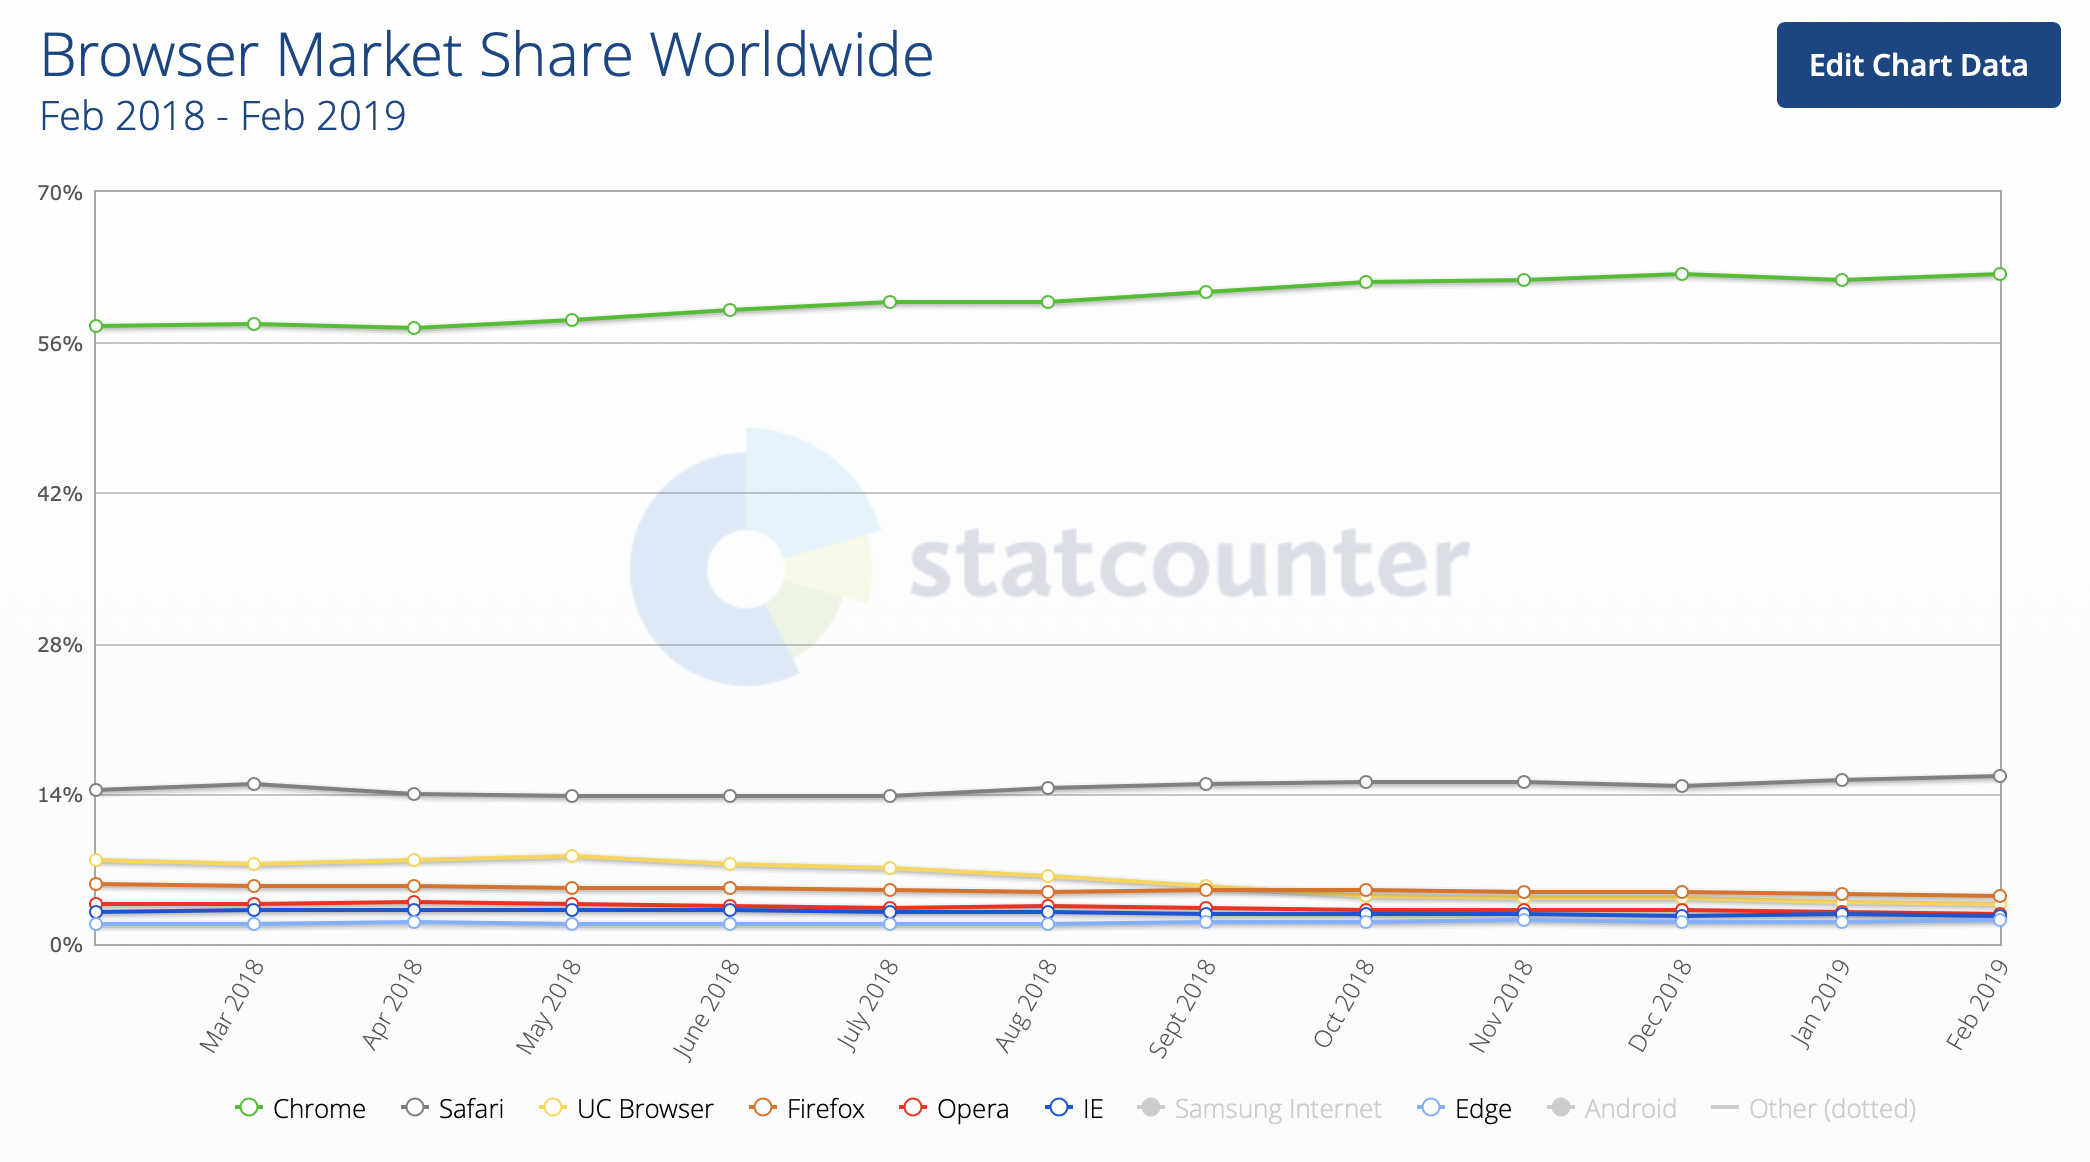 Browser Market Share Worldwide
Feb 2018 - Feb 2019
Edit Chart Data
70%
56%
42%
28%
14%
0%
statcounter
Mar 2018
Apr 2018
May 2018
June 2018
July 2018
Aug 2018
Sept 2018
Oct 2018
Nov 2018
Dec 2018
Jan 2019
Feb 2019
Chrome Safari UC Browser Firefox Opera IE Samsung Internet Edge Android Other (dotted)